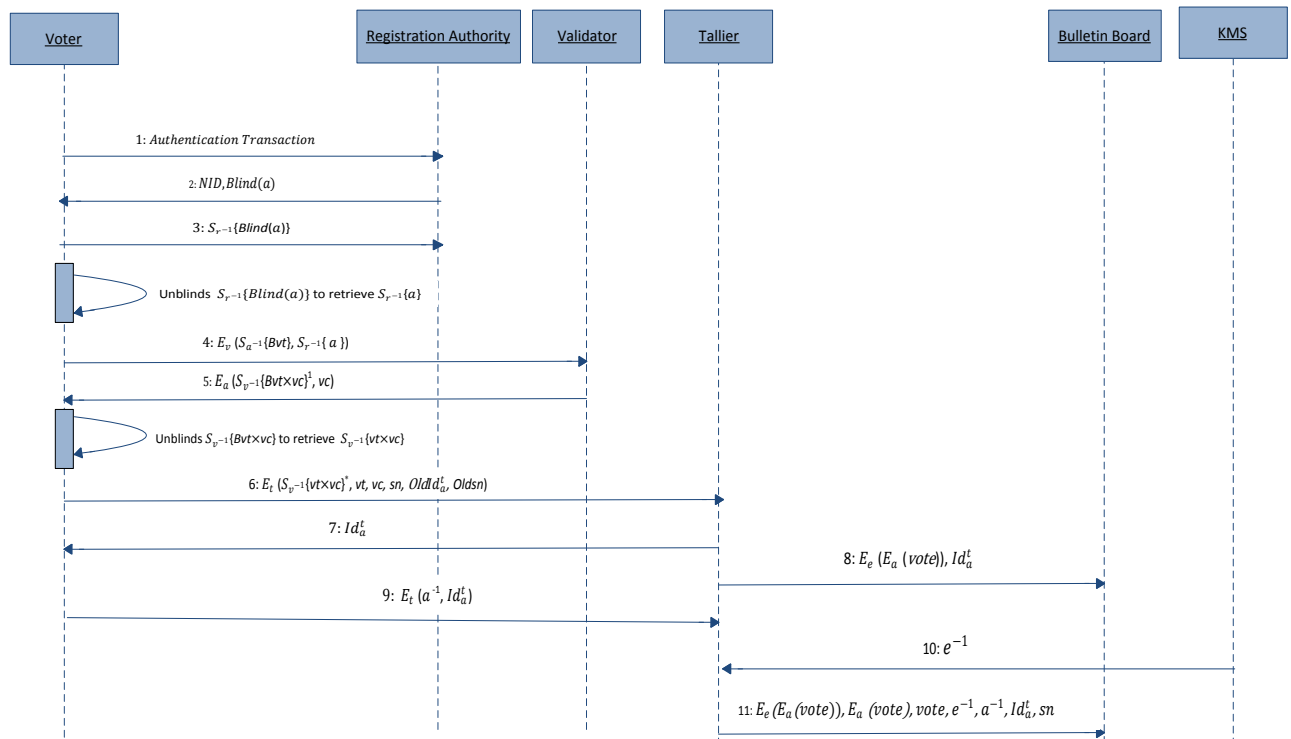 Voter
Registration Authority
Validator
Tallier
Bulletin Board
KMS
1: Authentication Transaction
2: NID, Blind(a)
3: S_{r^{-1}}{Blind(a)}
Unblinds S_{r^{-1}}{Blind(a)} to retrieve S_{r^{-1}}{a}
4: E_v (S_{a^{-1}}{Bvt}, S_{r^{-1}}{ a })
5: E_a (S_{v^{-1}}{Bvt×vc}^1, vc)
Unblinds S_{v^{-1}}{Bvt×vc} to retrieve S_{v^{-1}}{vt×vc}
6: E_t (S_{v^{-1}}{vt×vc}^*, vt, vc, sn, OldId_a^t, Oldsn)
7: Id_a^t
8: E_e (E_a (vote)), Id_a^t
9: E_t (a^{-1}, Id_a^t)
10: e^{-1}
11: E_e(E_a(vote)), E_a (vote), vote, e^{-1}, a^{-1}, Id_a^t, sn